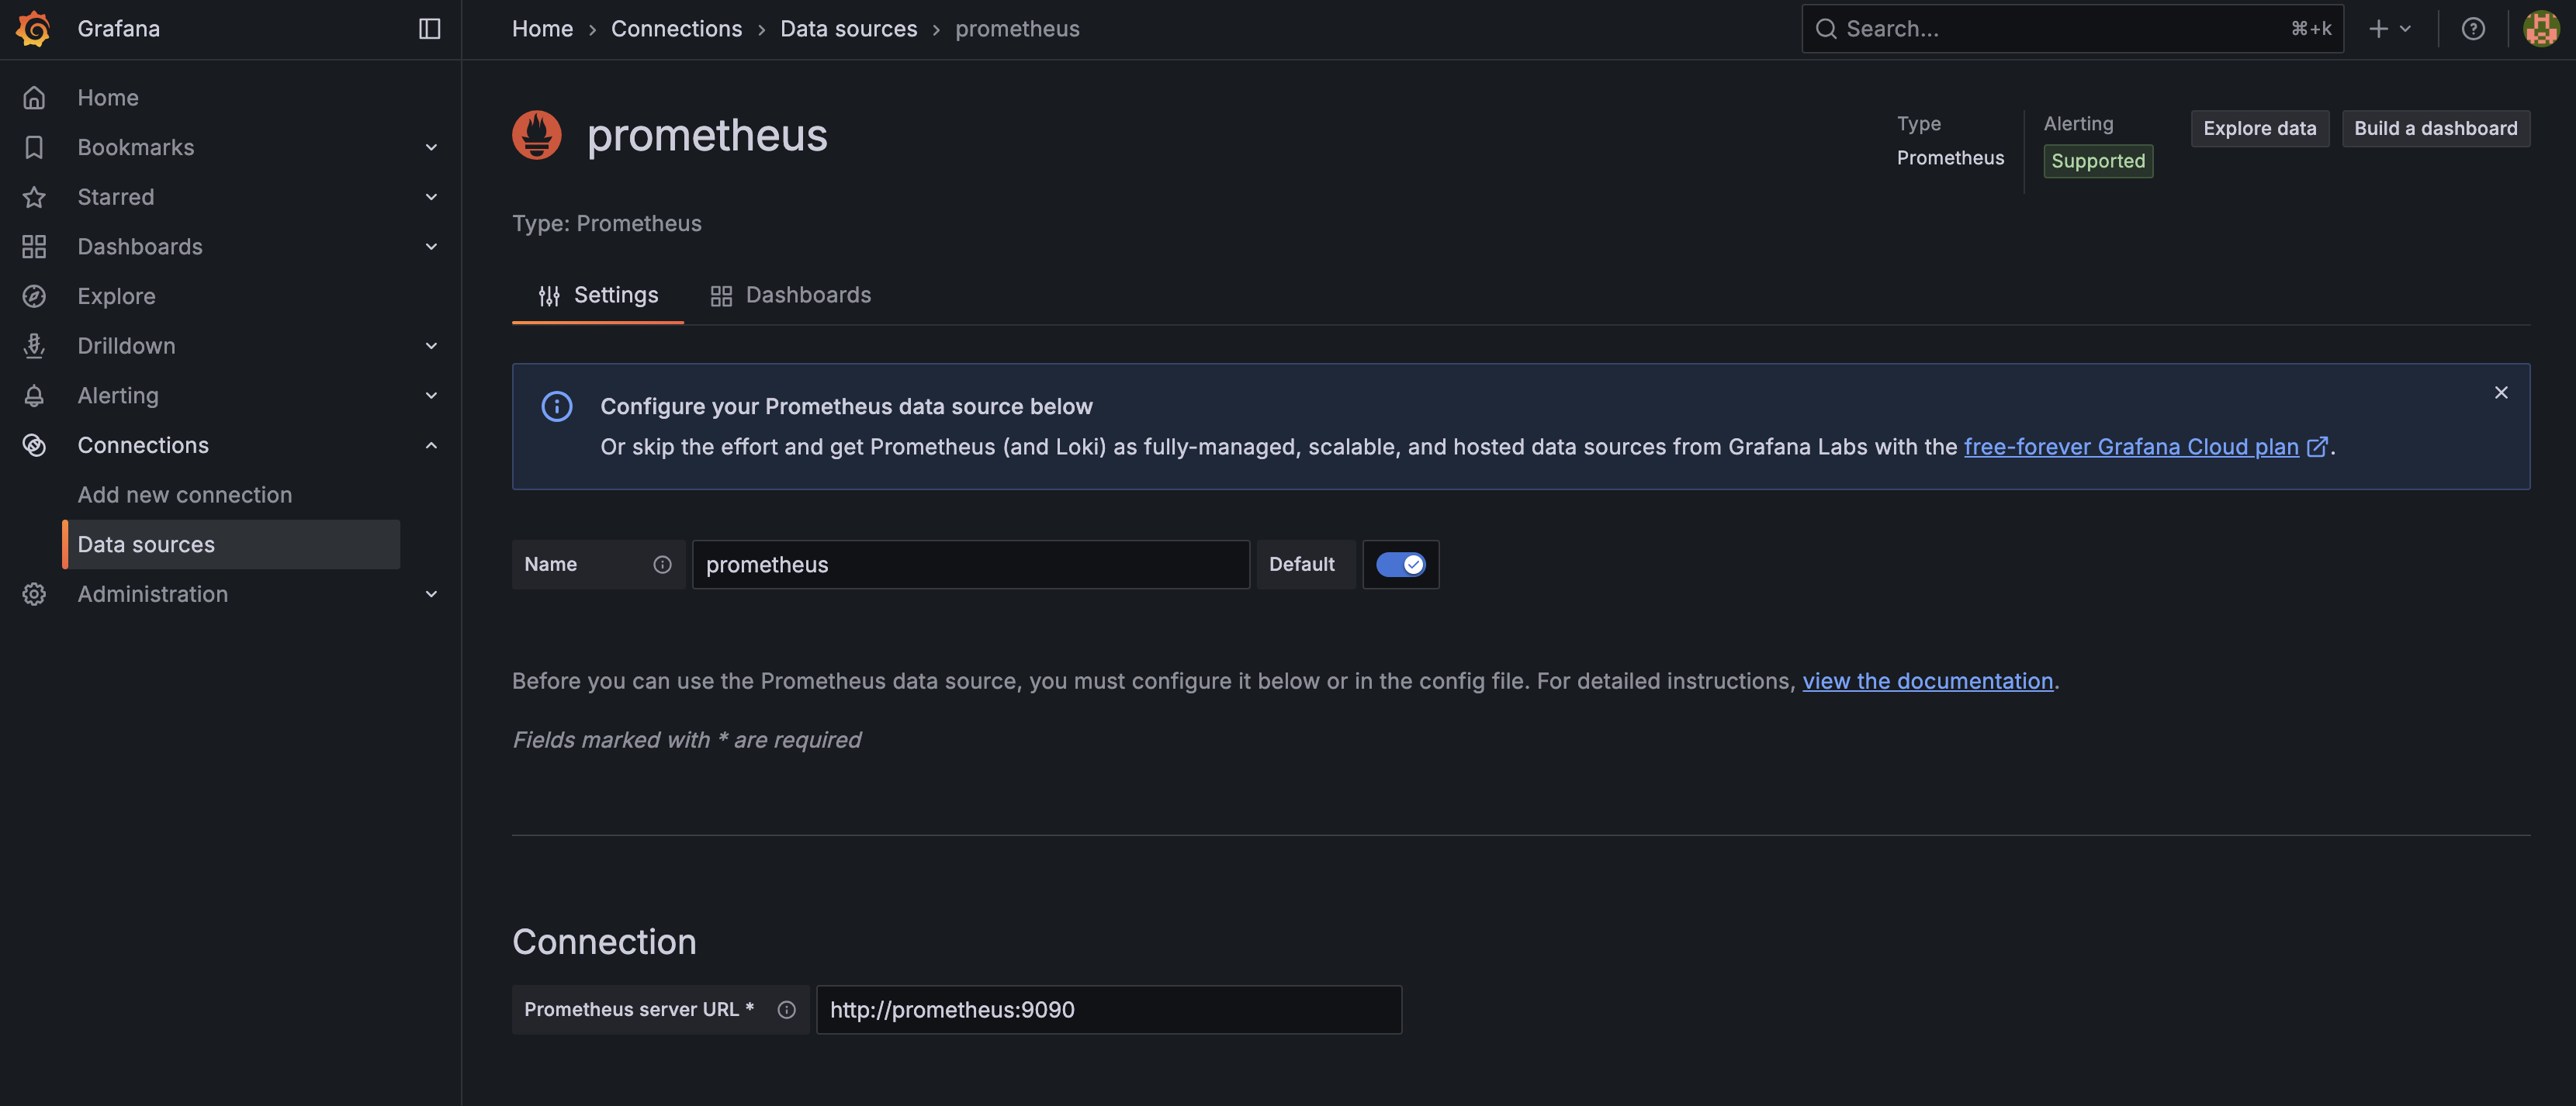 Grafana
Home > Connections > Data sources > prometheus
Search...
⌘+k
Home
Bookmarks
Starred
Dashboards
Explore
Drilldown
Alerting
Connections
Add new connection
Data sources
Administration
prometheus
Type
Prometheus
Alerting
Supported
Explore data
Build a dashboard
Type: Prometheus
Settings
Dashboards
Configure your Prometheus data source below
Or skip the effort and get Prometheus (and Loki) as fully-managed, scalable, and hosted data sources from Grafana Labs with the free-forever Grafana Cloud plan.
Name
prometheus
Default
Before you can use the Prometheus data source, you must configure it below or in the config file. For detailed instructions, view the documentation.
Fields marked with * are required
Connection
Prometheus server URL *
http://prometheus:9090